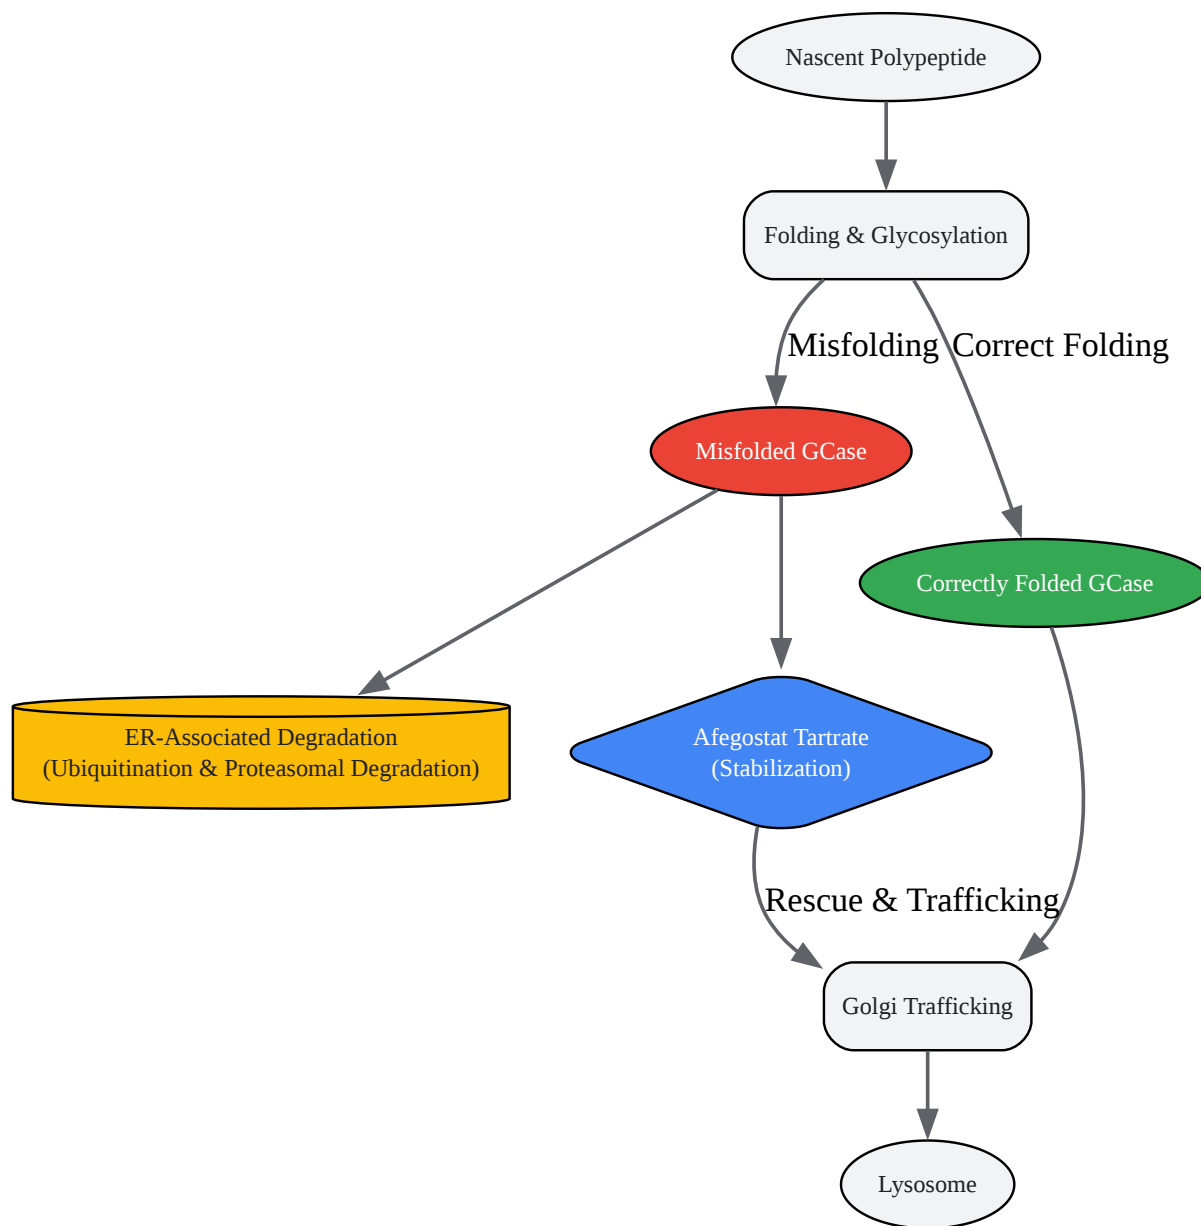 Nascent Polypeptide
Folding & Glycosylation
Misfolding
Correct Folding
Misfolded GCase
Correctly Folded GCase
ER-Associated Degradation
(Ubiquitination & Proteasomal Degradation)
Afegostat Tartrate
(Stabilization)
Rescue & Trafficking
Golgi Trafficking
Lysosome